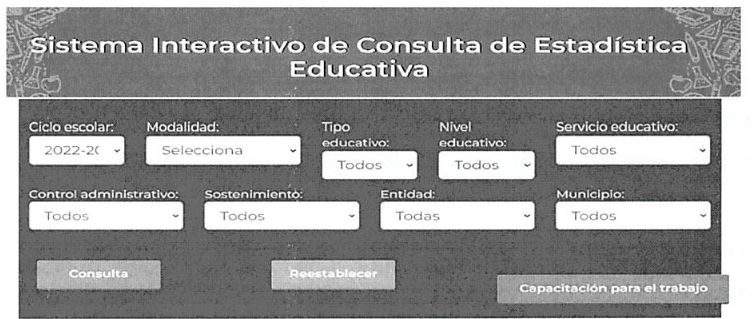 Sistema Interactivo de Consulta de Estadística
Educativa
Ciclo escolar: Modalidad: Tipo educativo: Nivel educativo: Servicio educativo:
2022-20 Selecciona Todos Todos Todos
Control administrativo: Sostenimiento: Entidad: Municipio:
Todos Todos Todas Todos
Consulta Reestablecer Capacitación para el trabajo